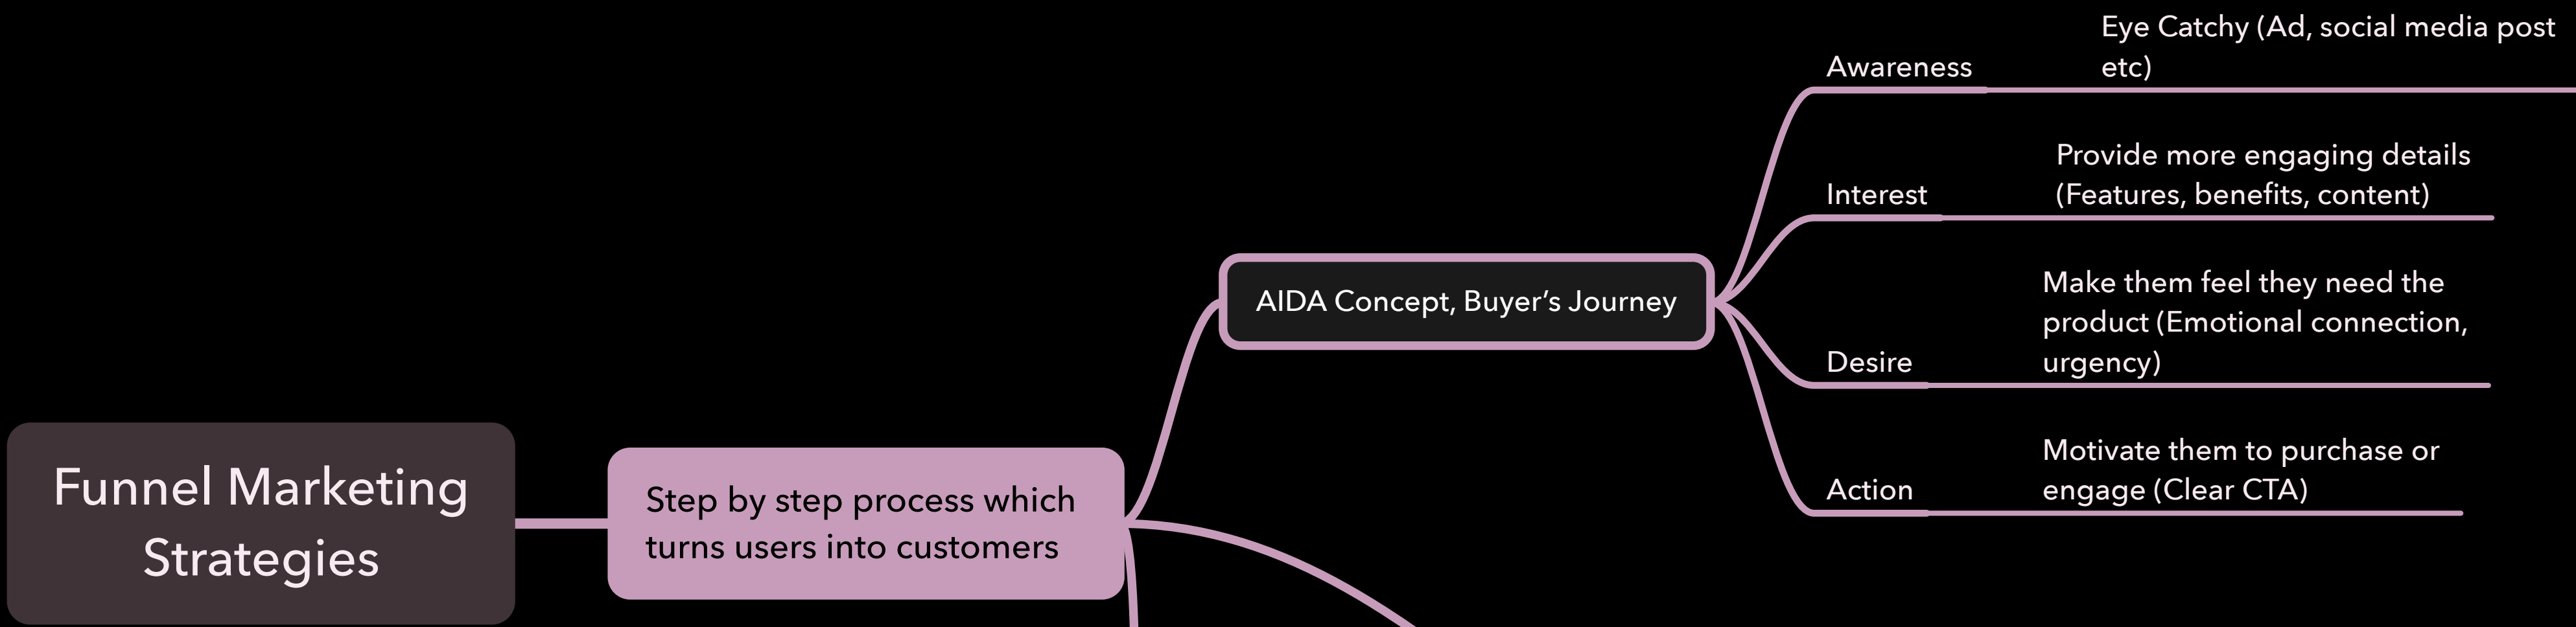 Funnel Marketing
Strategies
Step by step process which
turns users into customers
AIDA Concept, Buyer’s Journey
Awareness
Eye Catchy (Ad, social media post
etc)
Interest
Provide more engaging details
(Features, benefits, content)
Desire
Make them feel they need the
product (Emotional connection,
urgency)
Action
Motivate them to purchase or
engage (Clear CTA)